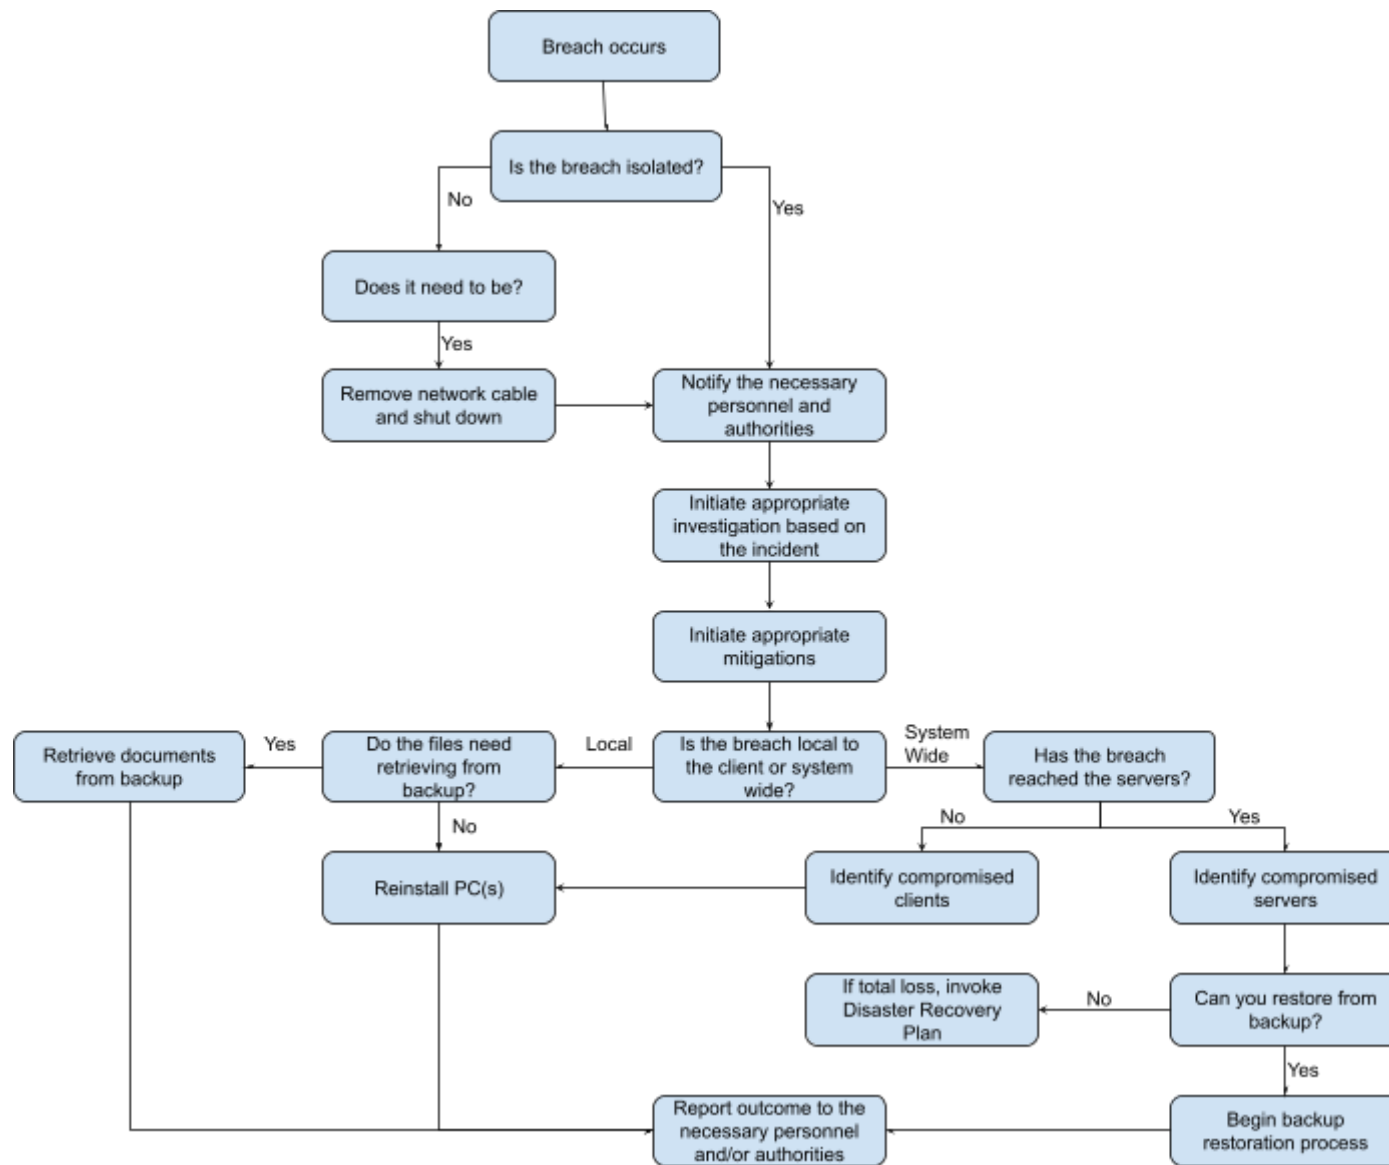 Breach occurs
Is the breach isolated?
No
Yes
Does it need to be?
Yes
Remove network cable
and shut down
Notify the necessary
personnel and
authorities
Initiate appropriate
investigation based on
the incident
Initiate appropriate
mitigations
Retrieve documents
from backup
Yes
Do the files need
retrieving from
backup?
Local
Is the breach local to
the client or system
wide?
System
Wide
Has the breach
reached the servers?
No
No
Yes
Reinstall PC(s)
Identify compromised
clients
Identify compromised
servers
If total loss, invoke
Disaster Recovery
Plan
No
Can you restore from
backup?
Yes
Report outcome to the
necessary personnel
and/or authorities
Begin backup
restoration process